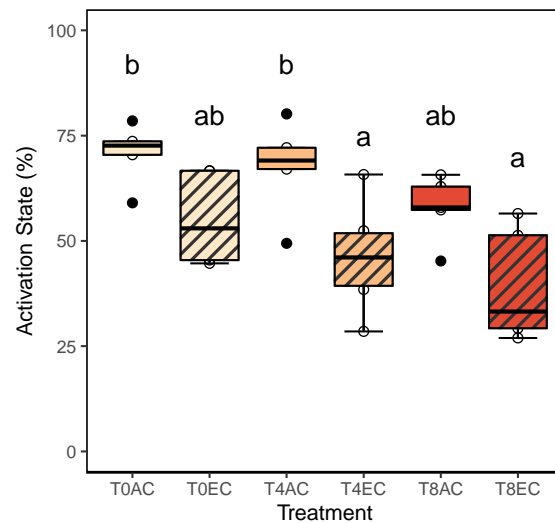 100
b
b
ab
ab
75
a
a
50
25
0
Activation State (%)
T0AC T0EC T4AC T4EC T8AC T8EC
Treatment